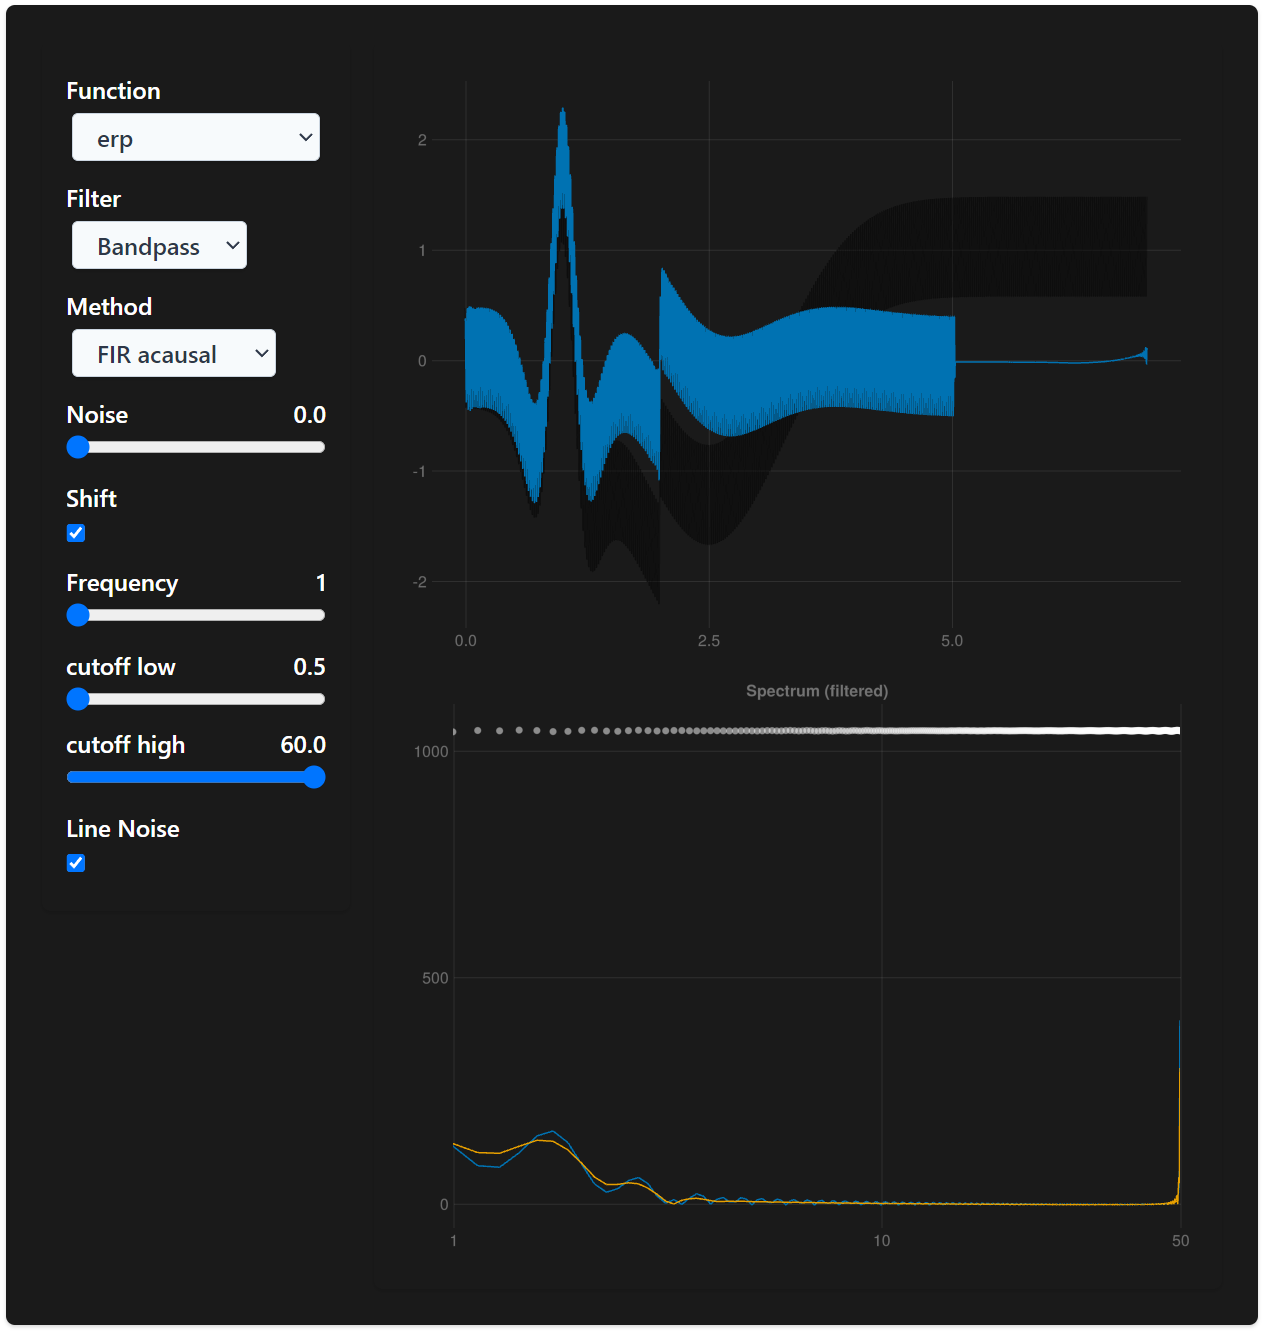 Function
erp
Filter
Bandpass
Method
FIR acausal
Noise 0.0
Shift
Frequency 1
cutoff low 0.5
cutoff high 60.0
Line Noise
2
1
0
-1
-2
0.0 2.5 5.0
Spectrum (filtered)
1000
500
0
1 10 50